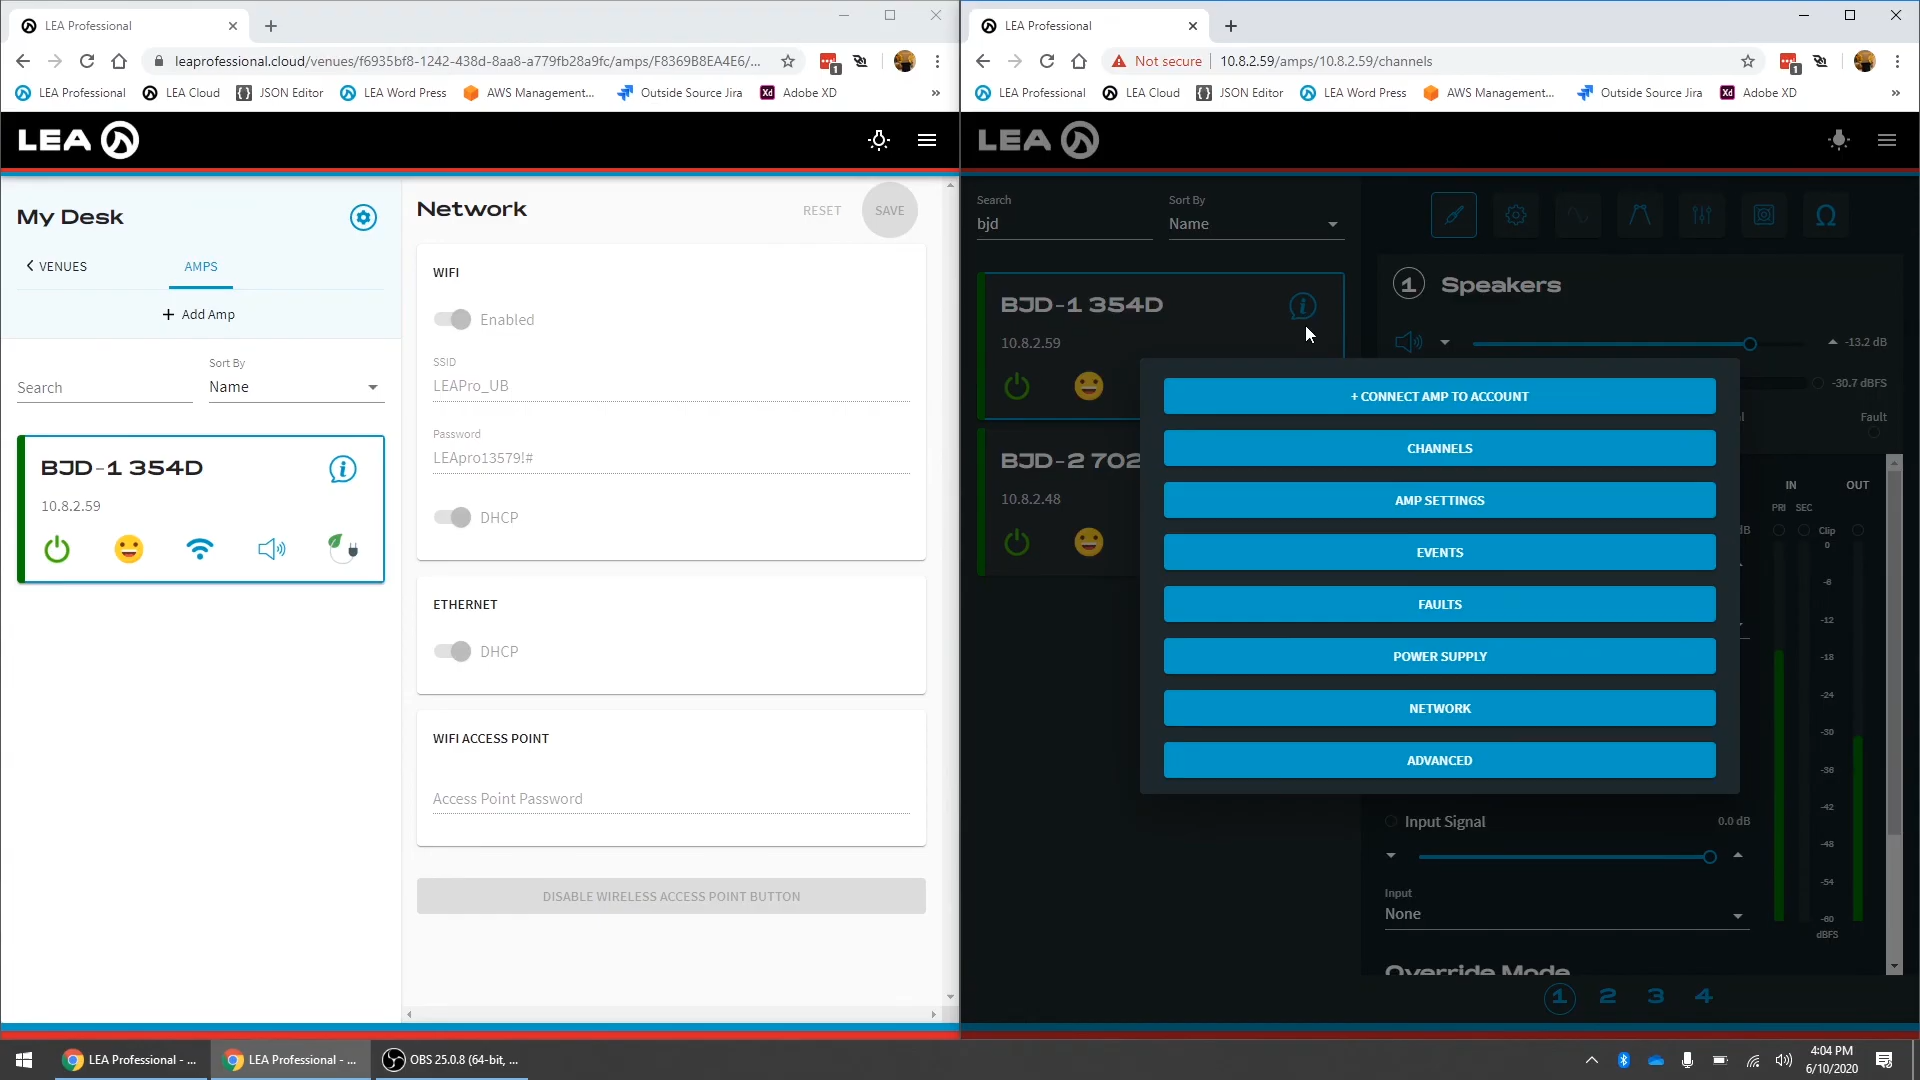 LEA Professional
leaprofessional.cloud/venues/f6935bf8-1242-438d-8aa8-a779fb28a9fc/amps/F8369B8EA4E6/...
1
LEA Professional
LEA Cloud
JSON Editor
LEA Word Press
AWS Management...
Outside Source Jira
Xd
Adobe XD
»
LEA
My Desk
VENUES
AMPS
+ Add Amp
Search
Sort By
Name
BJD-1 354D
10.8.2.59
Network
RESET
SAVE
WIFI
Enabled
SSID
LEAPro_UB
Password
LEApro13579!#
DHCP
ETHERNET
DHCP
WIFI ACCESS POINT
Access Point Password
DISABLE WIRELESS ACCESS POINT BUTTON
LEA Professional
Not secure
10.8.2.59/amps/10.8.2.59/channels
1
LEA Professional
LEA Cloud
JSON Editor
LEA Word Press
AWS Management...
Outside Source Jira
Xd
Adobe XD
»
LEA
Search
bjd
Sort By
Name
BJD-1 354D
10.8.2.59
BJD-2 702
10.8.2.48
1 Speakers
-13.2 dB
-30.7 dBFS
Fault
+ CONNECT AMP TO ACCOUNT
CHANNELS
AMP SETTINGS
EVENTS
FAULTS
POWER SUPPLY
NETWORK
ADVANCED
IN
OUT
PRI
SEC
Clip
0
-6
-12
-18
-24
-30
-36
-42
-48
-54
-60
dBFS
Input Signal
0.0 dB
Input
None
Override Mode
1
2
3
4
LEA Professional - ...
LEA Professional - ...
OBS 25.0.8 (64-bit, ...
4:04 PM
6/10/2020